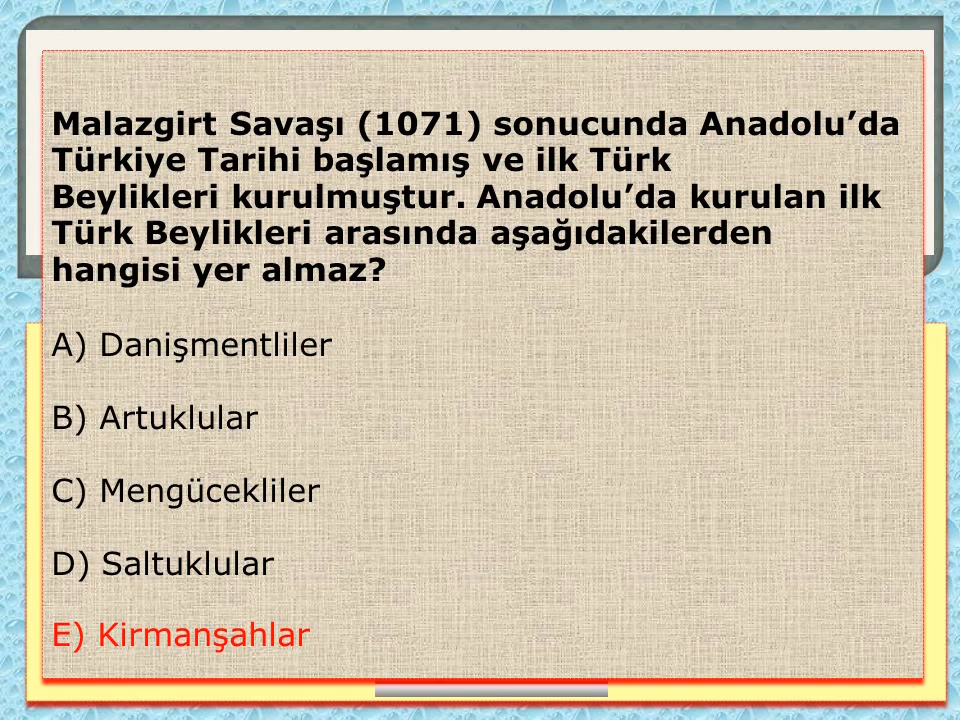 Malazgirt Savaşı (1071) sonucunda Anadolu’da
Türkiye Tarihi başlamış ve ilk Türk
Beylikleri kurulmuştur. Anadolu’da kurulan ilk
Türk Beylikleri arasında aşağıdakilerden
hangisi yer almaz?
A) Danişmentliler
B) Artuklular
C) Mengücekliler
D) Saltuklular
E) Kirmanşahlar